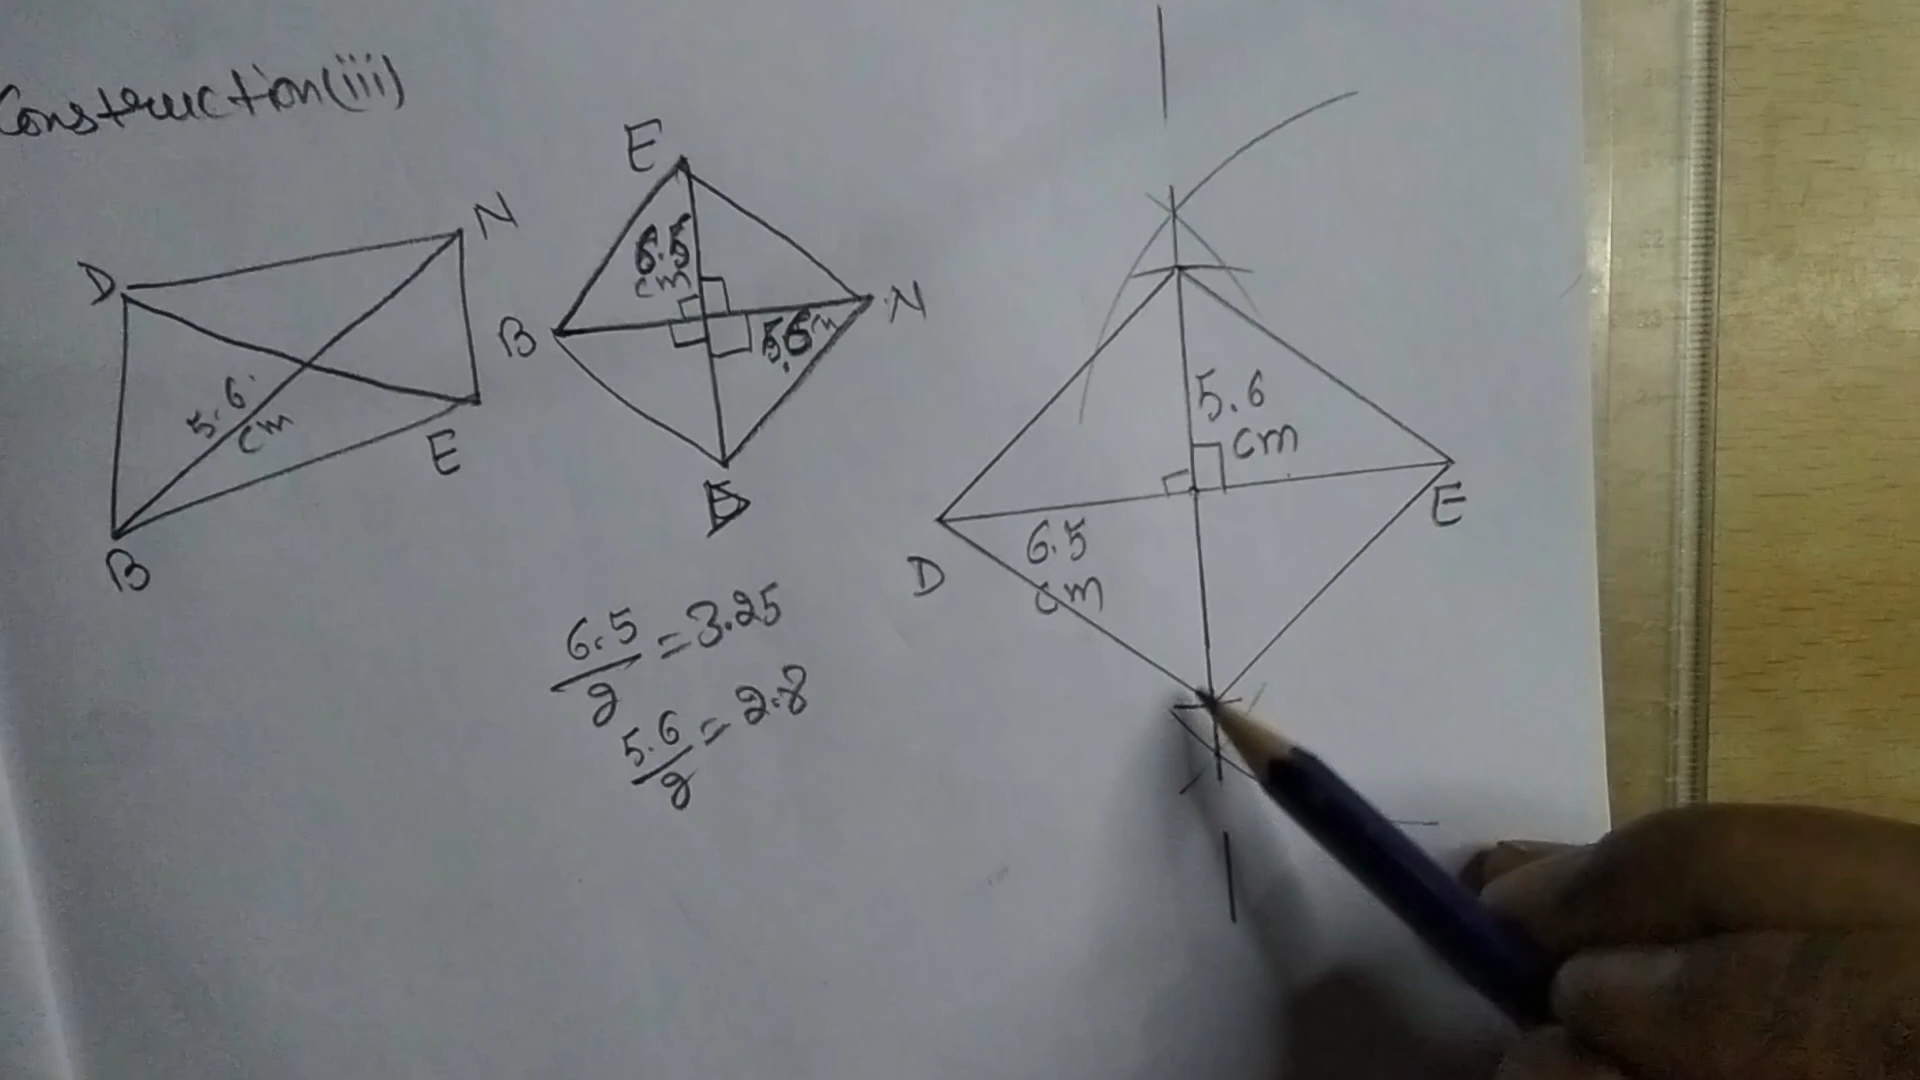 Construction(iii)
D
N
5.6
cm
E
B
E
6.5
cm
B
N
5.6cm
D
6.5/2 = 3.25
5.6/2 = 2.8
5.6
cm
D
6.5
cm
E